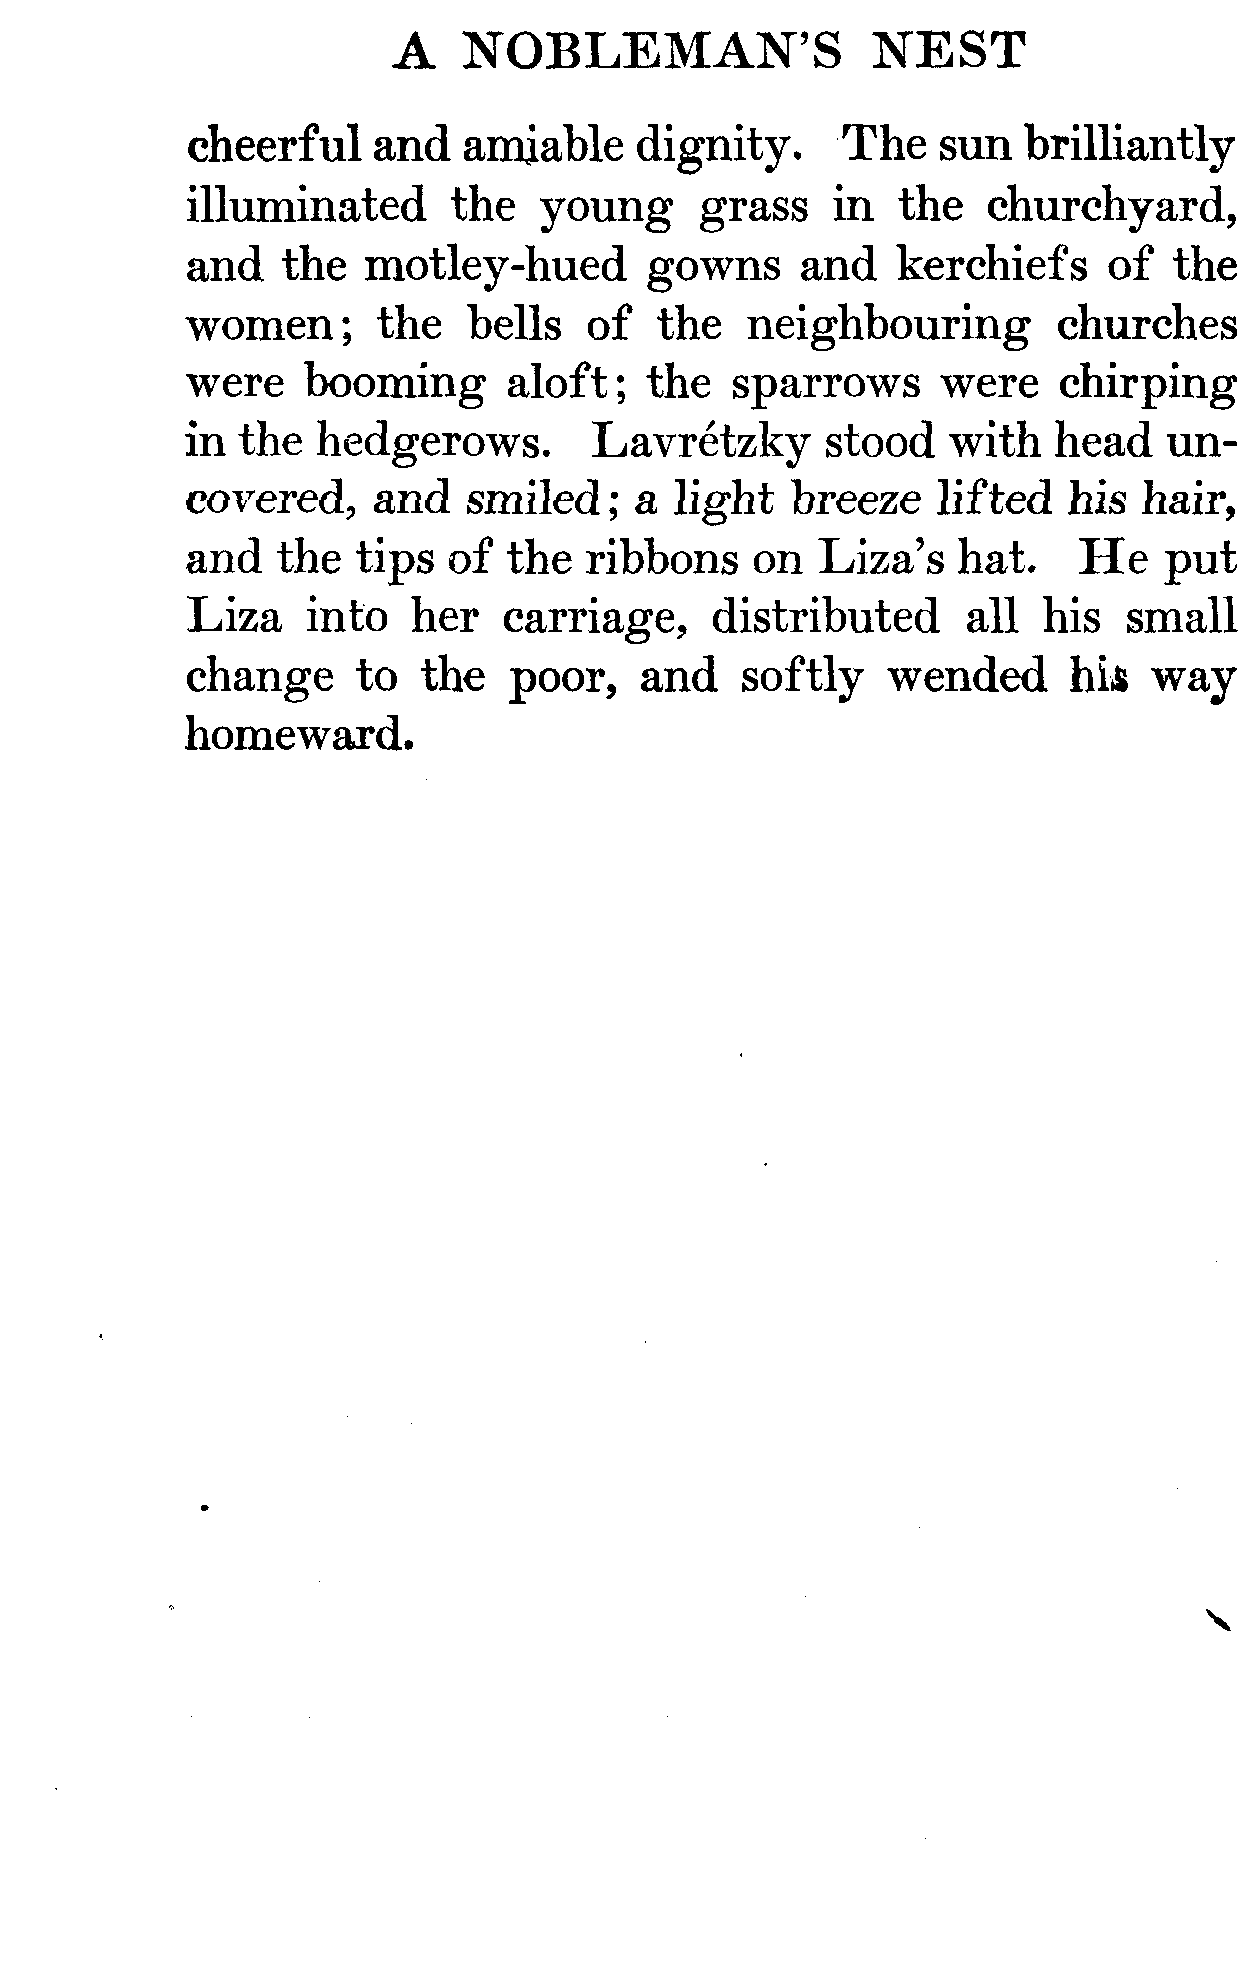 A NOBLEMAN'S NEST
cheerful and amiable dignity. The sun brilliantly
illuminated the young grass in the churchyard,
and the motley-hued gowns and kerchiefs of the
women; the bells of the neighbouring churches
were booming aloft; the sparrows were chirping
in the hedgerows. Lavrétzky stood with head un-
covered, and smiled; a light breeze lifted his hair,
and the tips of the ribbons on Liza's hat. He put
Liza into her carriage, distributed all his small
change to the poor, and softly wended his way
homeward.